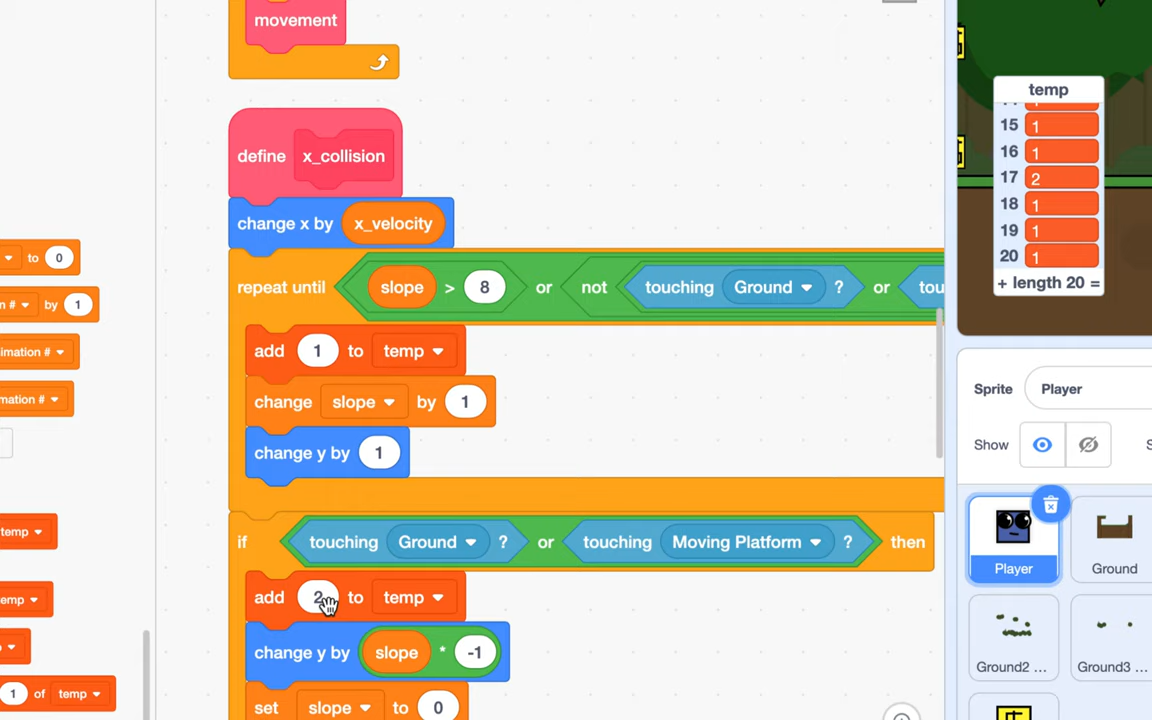 movement
define x_collision
change x by x_velocity
repeat until slope > 8 or not touching Ground ? or tou
add 1 to temp
change slope by 1
change y by 1
if touching Ground ? or touching Moving Platform ? then
add 2 to temp
change y by slope * -1
set slope to 0
to 0
n # by 1
imation #
mation #
temp
emp
1 of temp
temp
15 1
16 1
17 2
18 1
19 1
20 1
+ length 20 =
Sprite Player
Show
Player
Ground
Ground2 ...
Ground3 ...